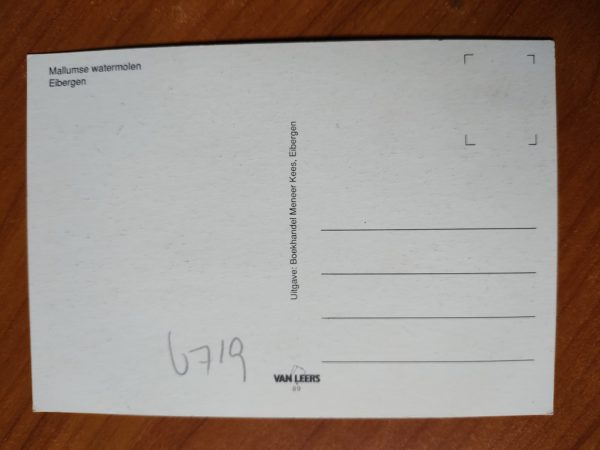 Mallumse watermolen
Eibergen
Uitgave: Boekhandel Meneer Kees, Eibergen
6719
VAN LEERS
89